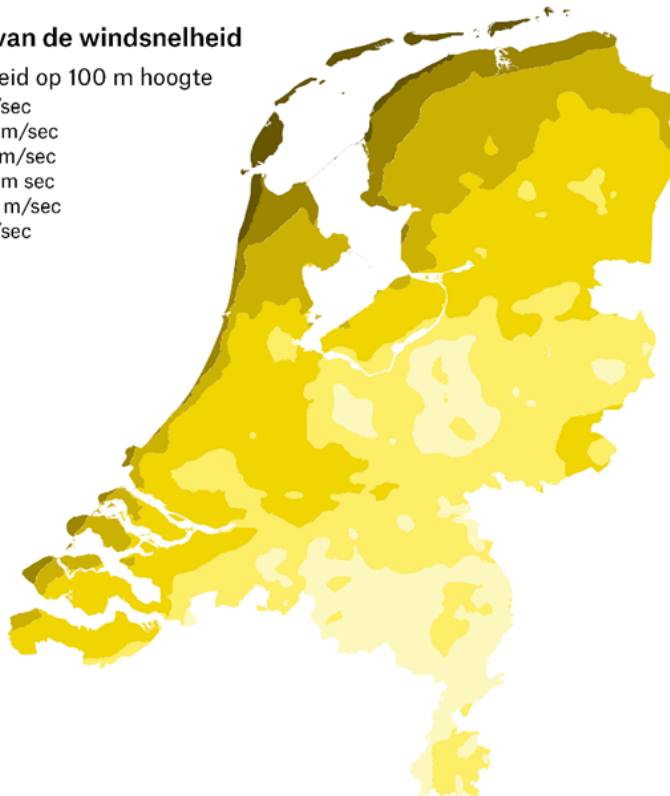 van de windsnelheid
eid op 100 m hoogte
/sec
m/sec
m/sec
m sec
m/sec
/sec